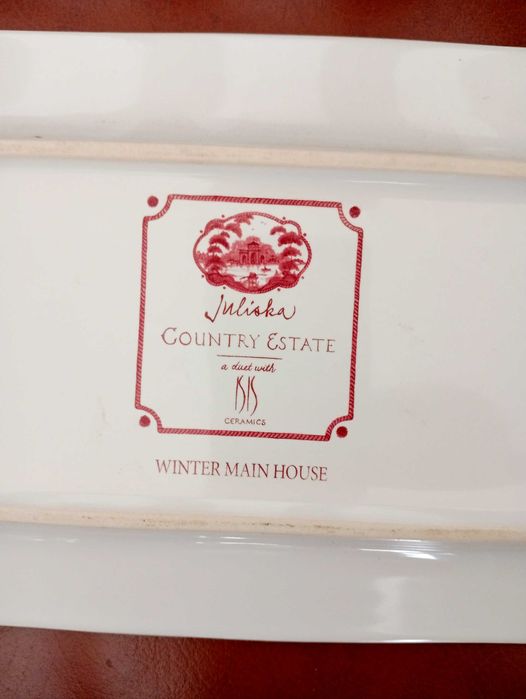 Juliska
COUNTRY ESTATE
a duet with
ISIS
CERAMICS
WINTER MAIN HOUSE